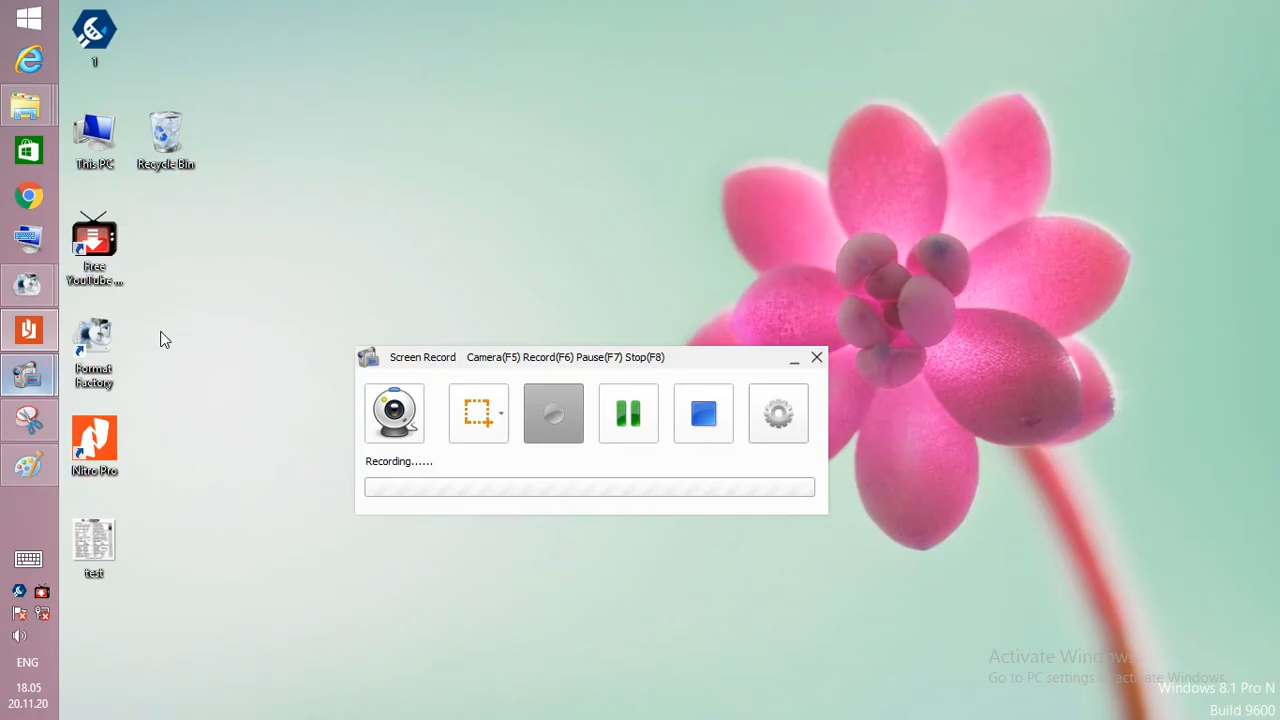 1
This PC
Recycle Bin
Free
YouTube ...
Format
Factory
Nitro Pro
test
Screen Record Camera(F5) Record(F6) Pause(F7) Stop(F8)
Recording......
ENG
18.05
20.11.20
Activate Windows
Go to PC settings to activate Windows.
Windows 8.1 Pro N
Build 9600